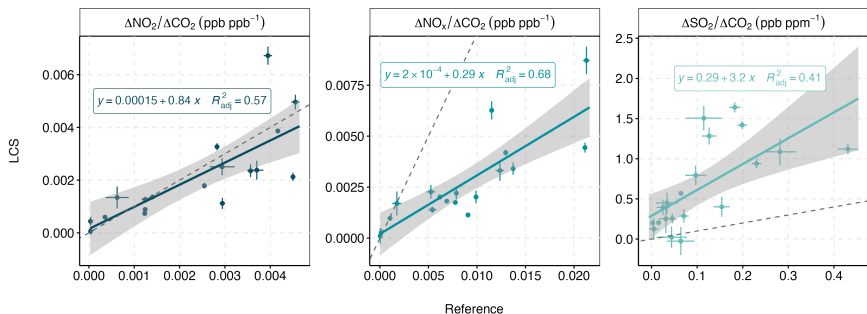 ΔNO₂/ΔCO₂ (ppb ppb⁻¹)
ΔNOₓ/ΔCO₂ (ppb ppb⁻¹)
ΔSO₂/ΔCO₂ (ppb ppm⁻¹)
LCS
0.006
0.004
0.002
0.000
y = 0.00015 + 0.84 x R²adj = 0.57
0.000 0.001 0.002 0.003 0.004
0.0075
0.0050
0.0025
0.0000
y = 2 × 10⁻⁴ + 0.29 x R²adj = 0.68
0.000 0.005 0.010 0.015 0.020
2.5
2.0
1.5
1.0
0.5
0.0
y = 0.29 + 3.2 x R²adj = 0.41
0.0 0.1 0.2 0.3 0.4
Reference